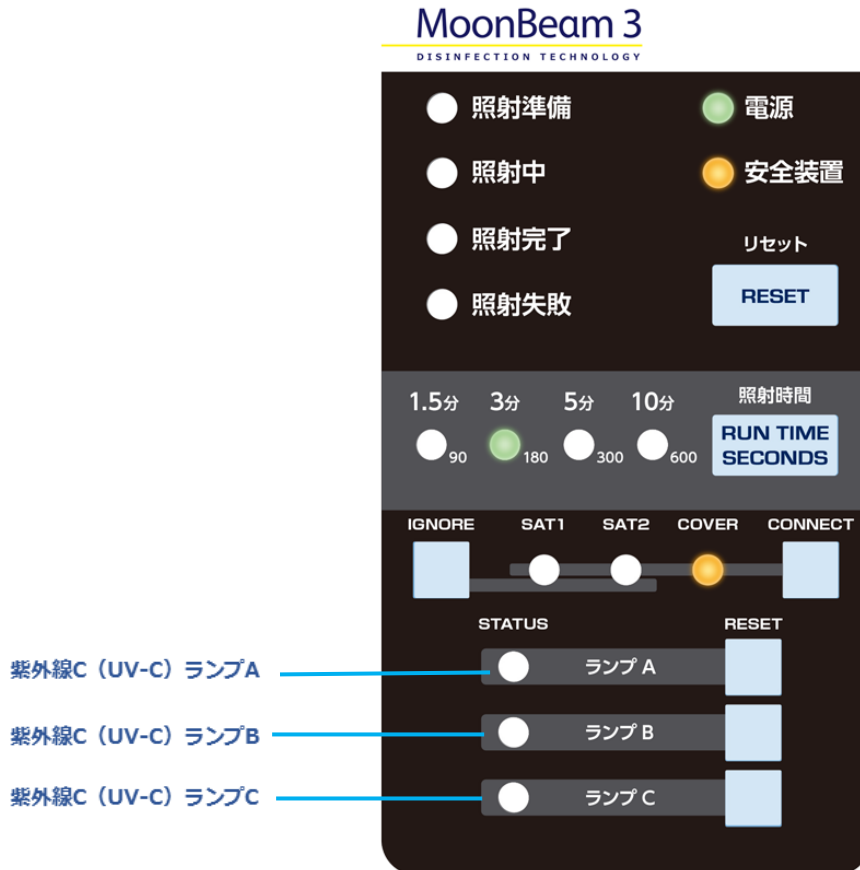 MoonBeam 3
DISINFECTION TECHNOLOGY
照射準備
電源
照射中
安全装置
照射完了
リセット
RESET
照射失敗
1.5分 3分 5分 10分
照射時間
90 180 300 600
RUN TIME
SECONDS
IGNORE SAT1 SAT2 COVER CONNECT
STATUS RESET
紫外線C（UV-C）ランプA
ランプ A
紫外線C（UV-C）ランプB
ランプ B
紫外線C（UV-C）ランプC
ランプ C